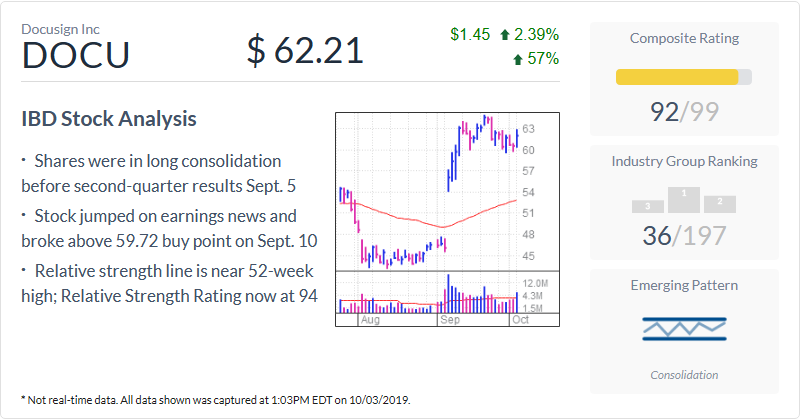 Docusign Inc
DOCU
$ 62.21
$1.45 2.39%
57%
IBD Stock Analysis
· Shares were in long consolidation
before second-quarter results Sept. 5
· Stock jumped on earnings news and
broke above 59.72 buy point on Sept. 10
· Relative strength line is near 52-week
high; Relative Strength Rating now at 94
63
60
57
54
51
48
45
12.0M
4.3M
1.5M
Aug Sep Oct
Composite Rating
92/99
Industry Group Ranking
3 1 2
36/197
Emerging Pattern
Consolidation
* Not real-time data. All data shown was captured at 1:03PM EDT on 10/03/2019.